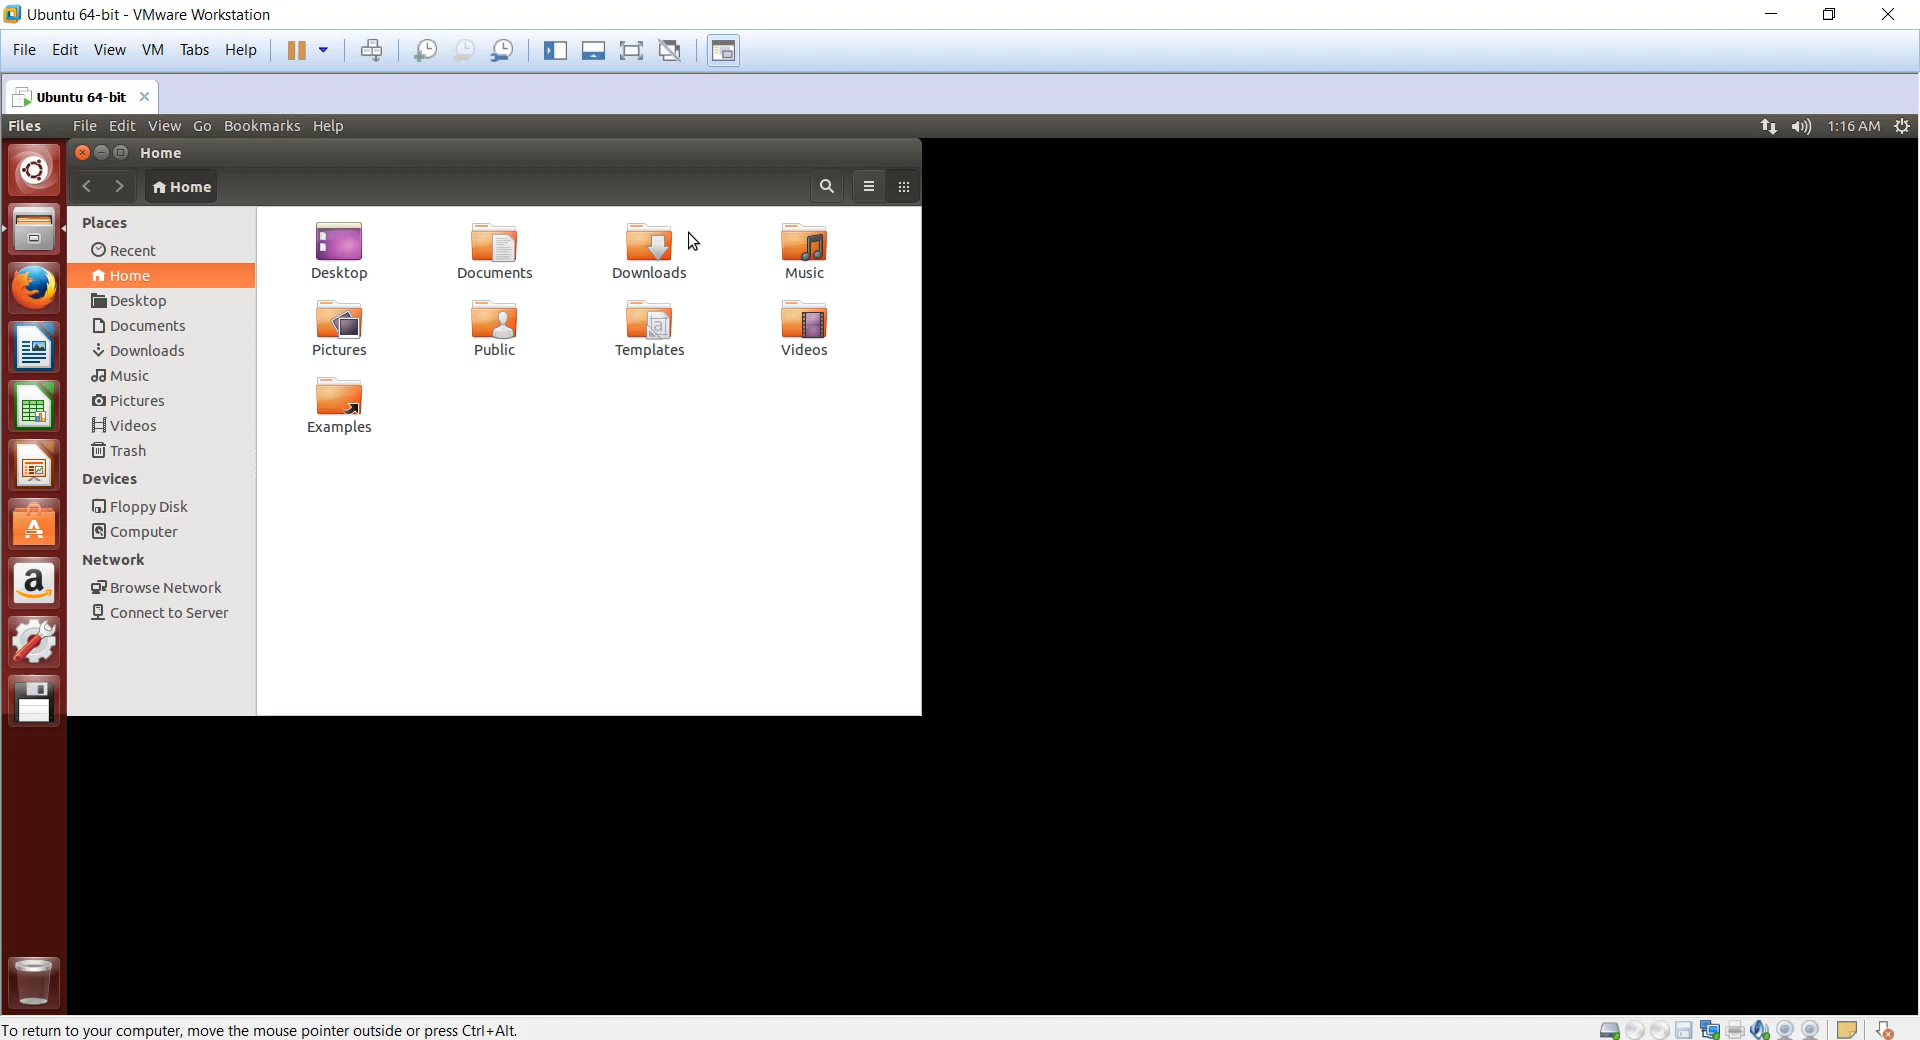 Ubuntu 64-bit - VMware Workstation
File Edit View VM Tabs Help
Ubuntu 64-bit
Files File Edit View Go Bookmarks Help 1:16 AM
Home
Home
Places
Recent
Home
Desktop
Documents
Downloads
Music
Pictures
Videos
Trash
Devices
Floppy Disk
Computer
Network
Browse Network
Connect to Server
Desktop Documents Downloads Music
Pictures Public Templates Videos
Examples
To return to your computer, move the mouse pointer outside or press Ctrl+Alt.